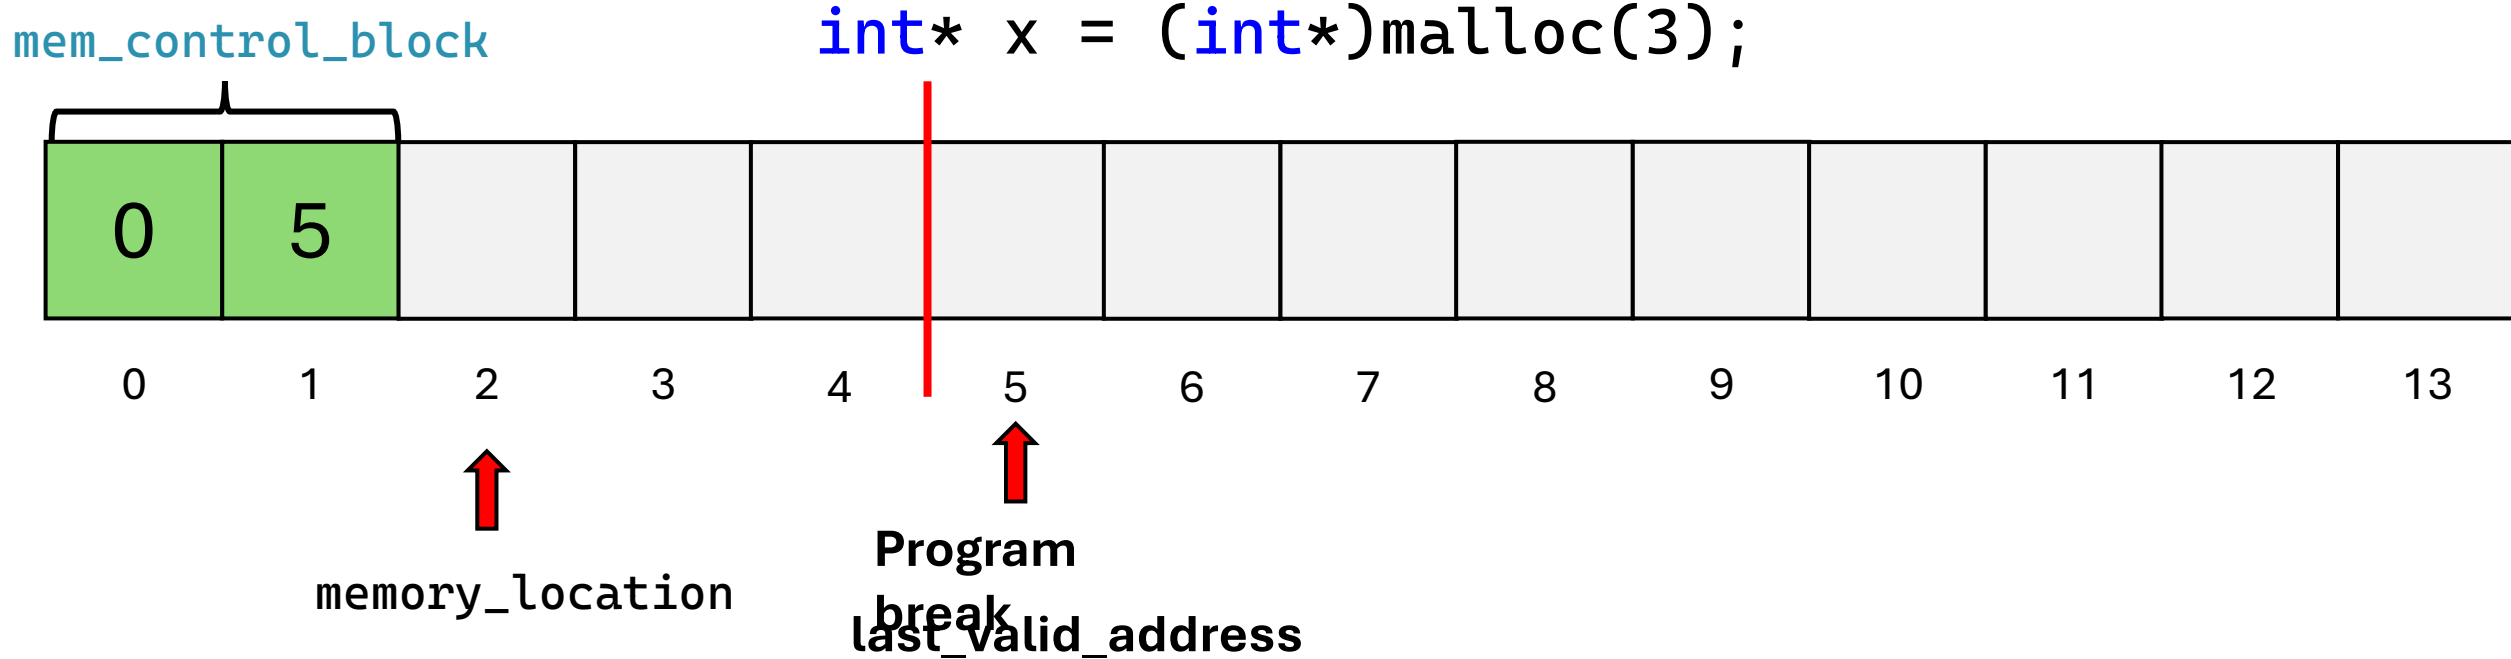 mem_control_block
int* x = (int*)malloc(3);
0 5
0 1 2 3 4 5 6 7 8 9 10 11 12 13
memory_location
Program
break
last_valid_address